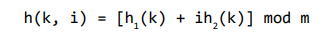 h(k, i) = [h₁(k) + ih₂(k)] mod m